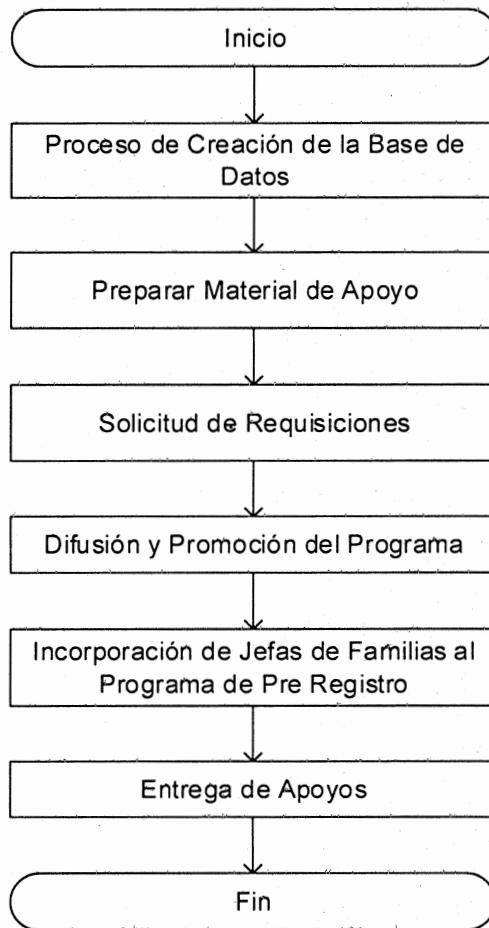 Inicio
Proceso de Creación de la Base de
Datos
Preparar Material de Apoyo
Solicitud de Requisiciones
Difusión y Promoción del Programa
Incorporación de Jefas de Familias al
Programa de Pre Registro
Entrega de Apoyos
Fin